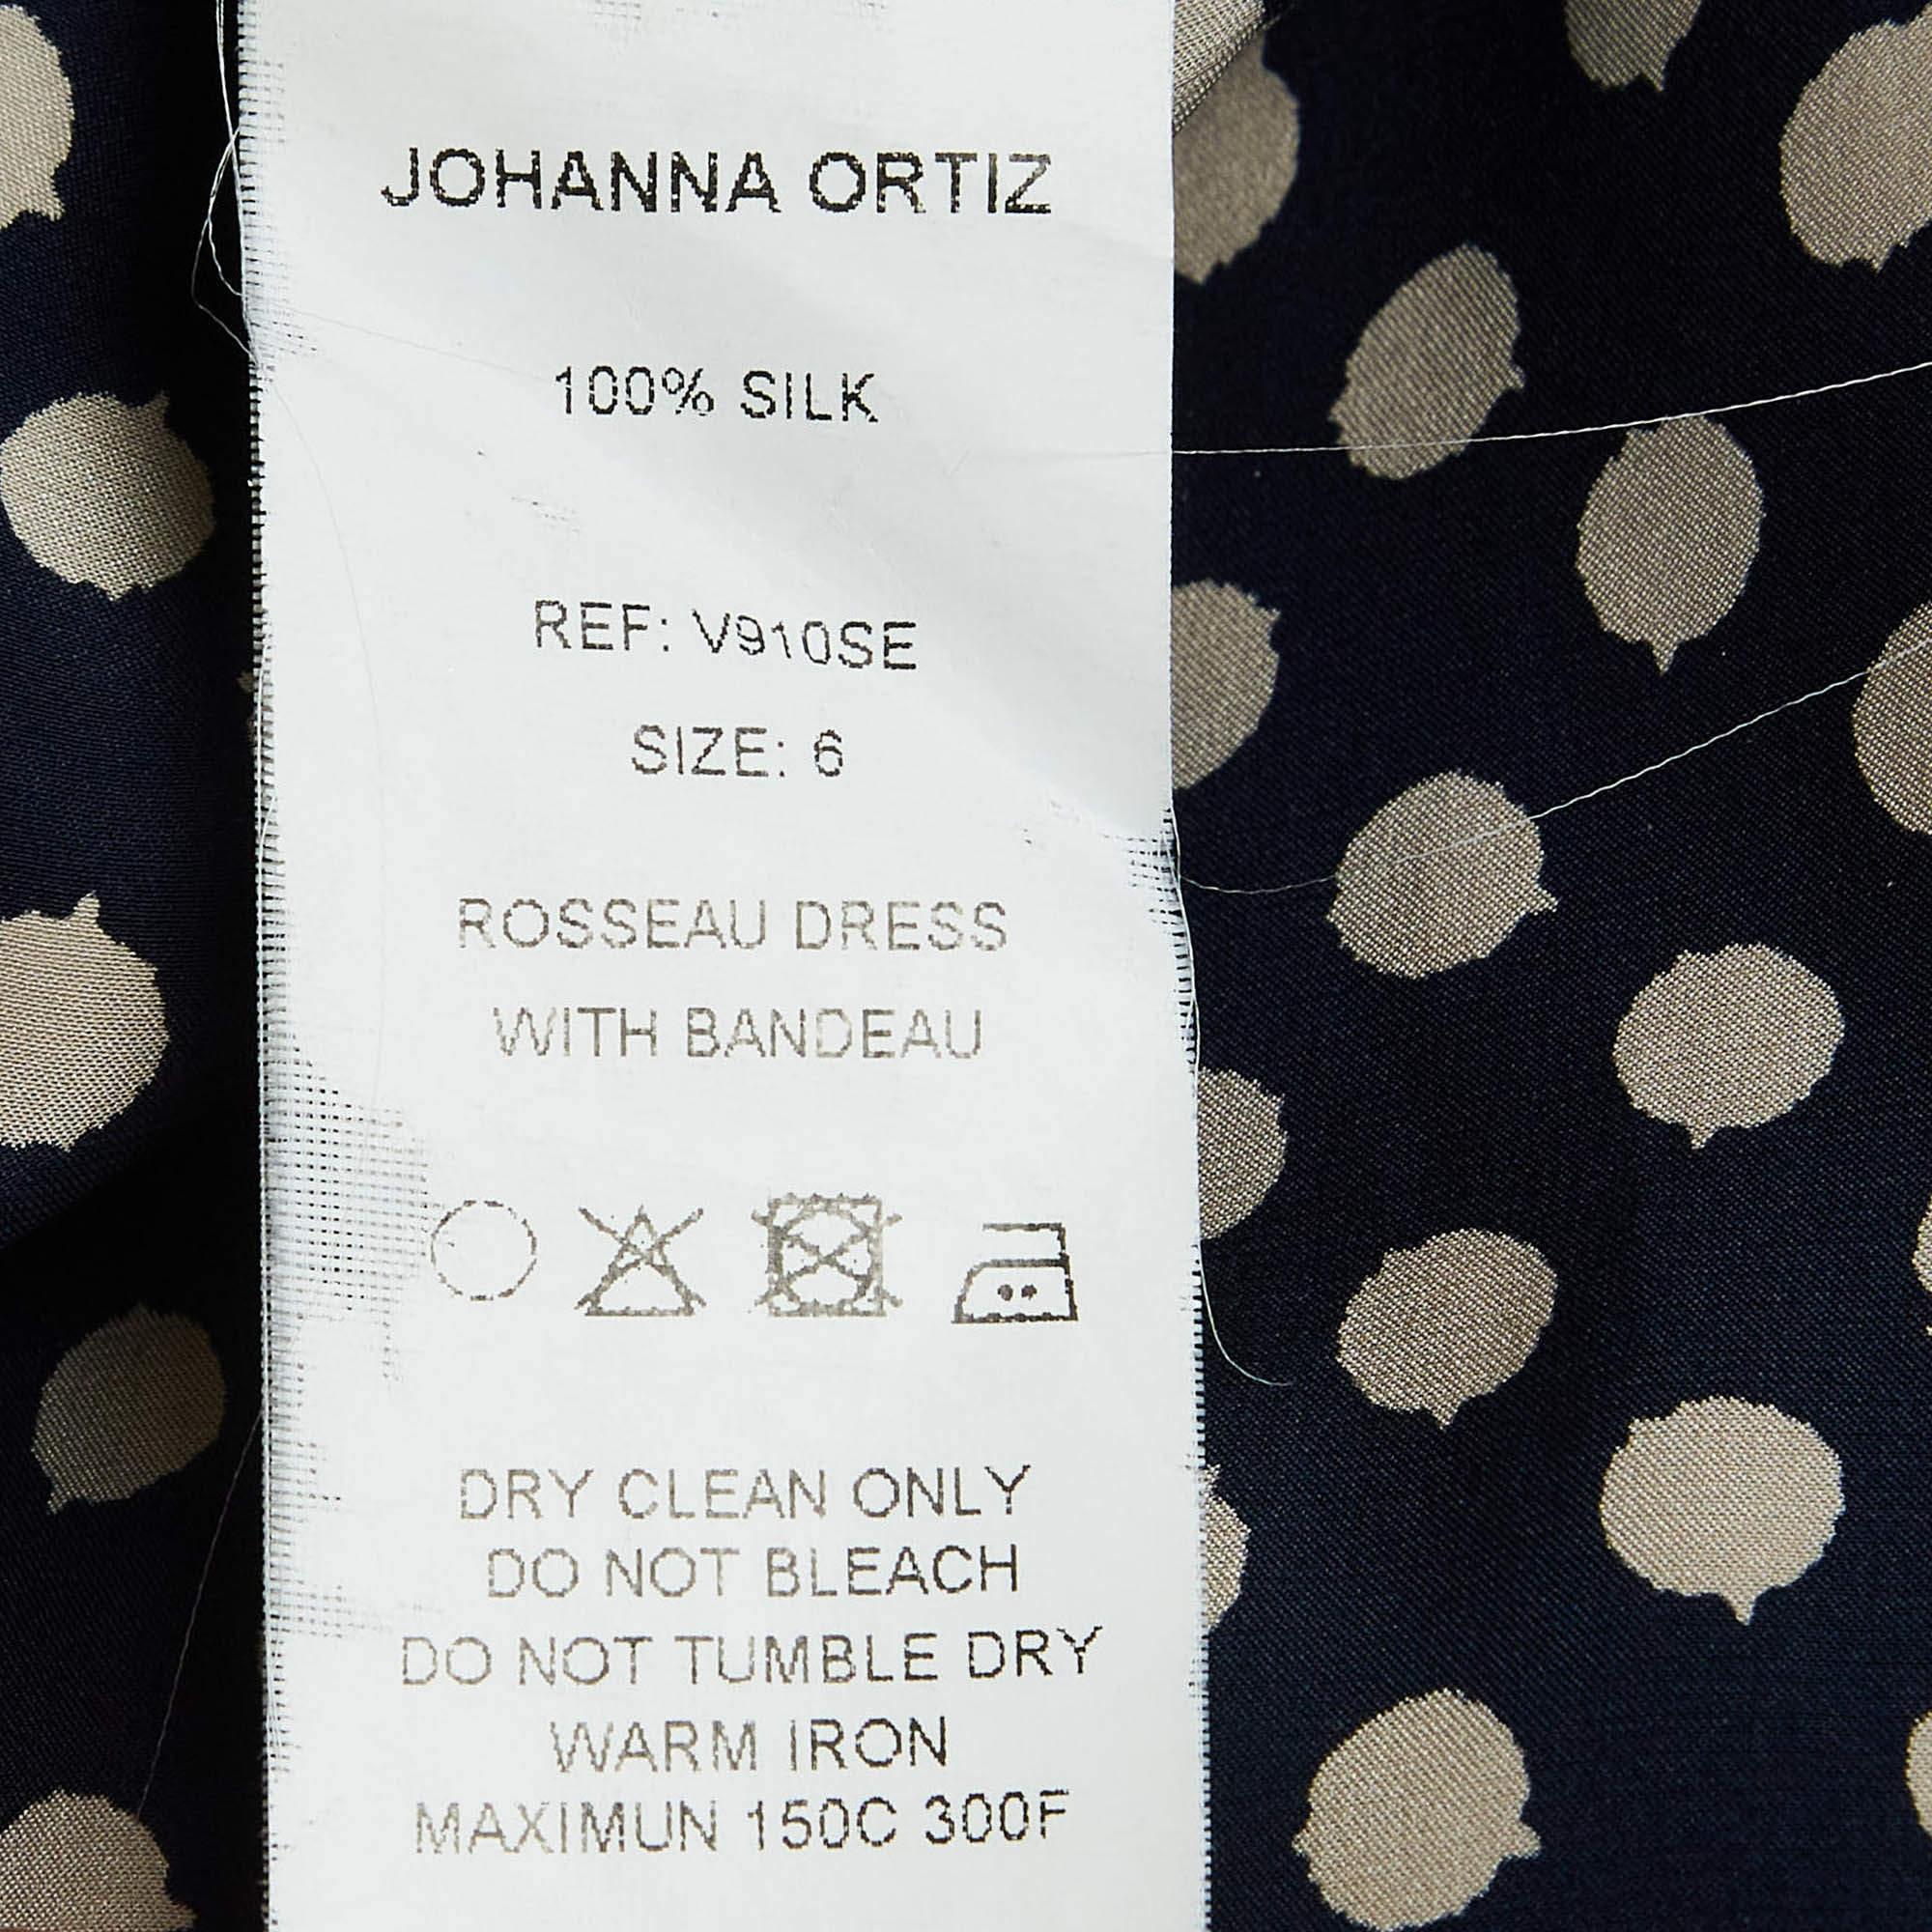 JOHANNA ORTIZ
100% SILK
REF: V910SE
SIZE: 6
ROSSEAU DRESS
WITH BANDEAU
DRY CLEAN ONLY
DO NOT BLEACH
DO NOT TUMBLE DRY
WARM IRON
MAXIMUN 150C 300F